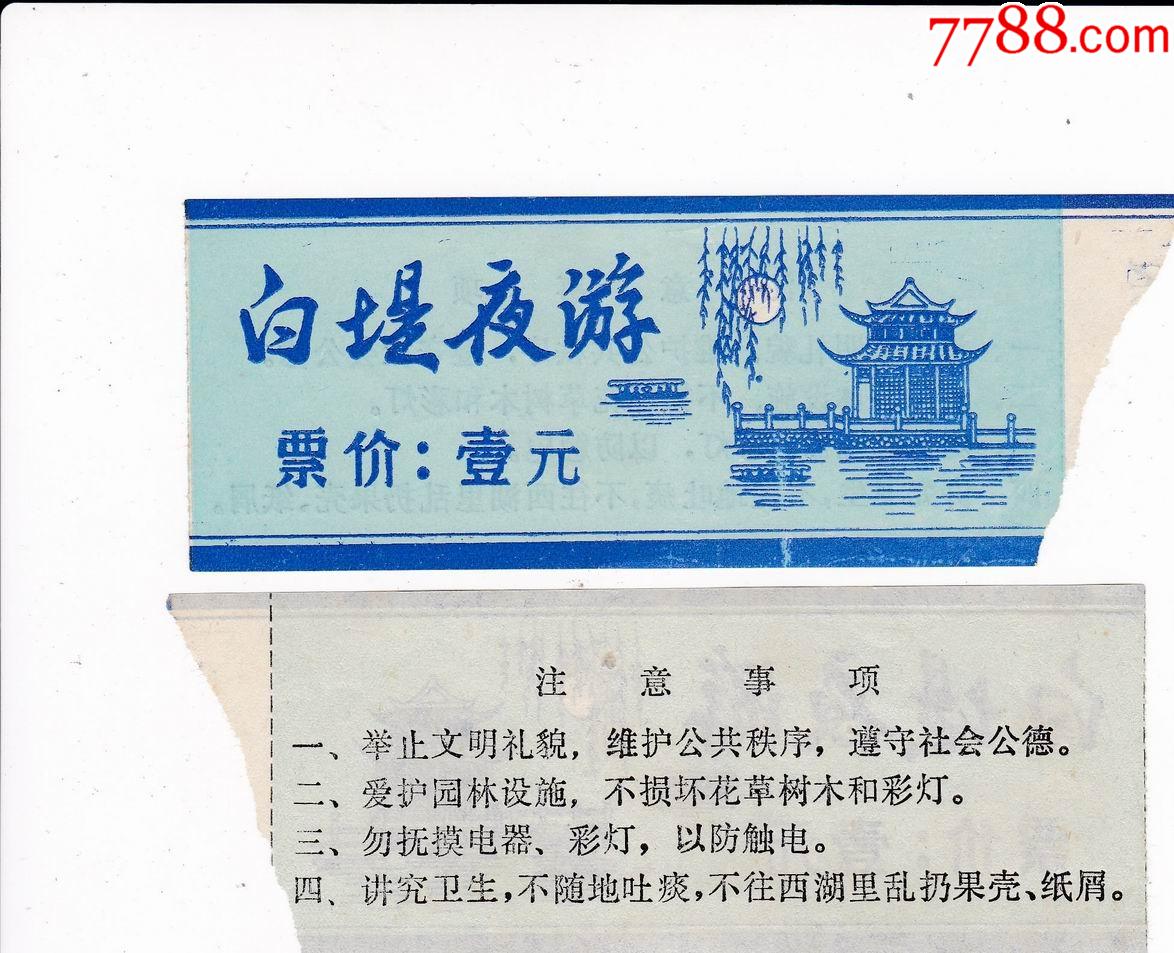 7788.com
白堤夜游
票价：壹元
注意事项
一、举止文明礼貌，维护公共秩序，遵守社会公德。
二、爱护园林设施，不损坏花草树木和彩灯。
三、勿抚摸电器、彩灯，以防触电。
四、讲究卫生，不随地吐痰，不往西湖里乱扔果壳、纸屑。